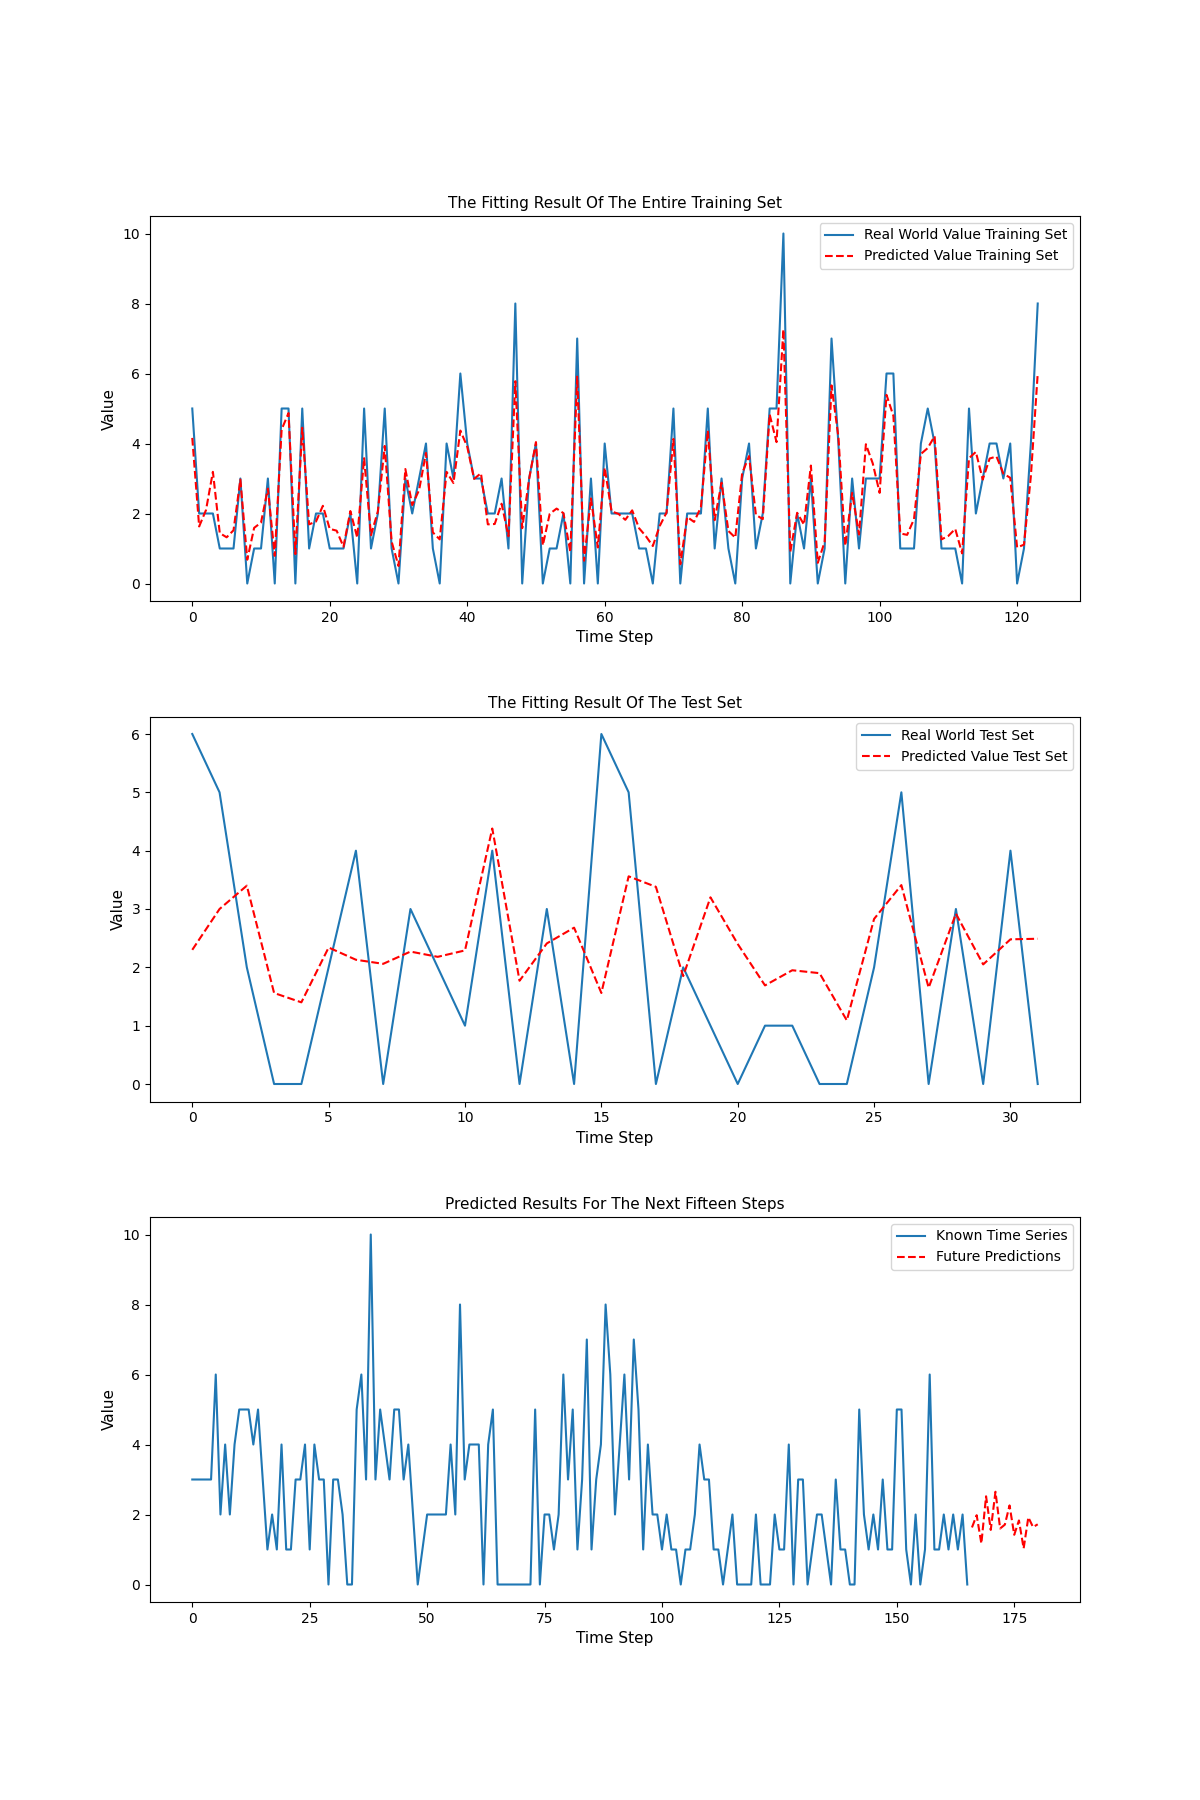 The Fitting Result Of The Entire Training Set
10
8
6
4
2
0
Value
Real World Value Training Set
Predicted Value Training Set
0 20 40 60 80 100 120
Time Step
The Fitting Result Of The Test Set
6
5
4
3
2
1
0
Value
Real World Test Set
Predicted Value Test Set
0 5 10 15 20 25 30
Time Step
Predicted Results For The Next Fifteen Steps
10
8
6
4
2
0
Value
Known Time Series
Future Predictions
0 25 50 75 100 125 150 175
Time Step